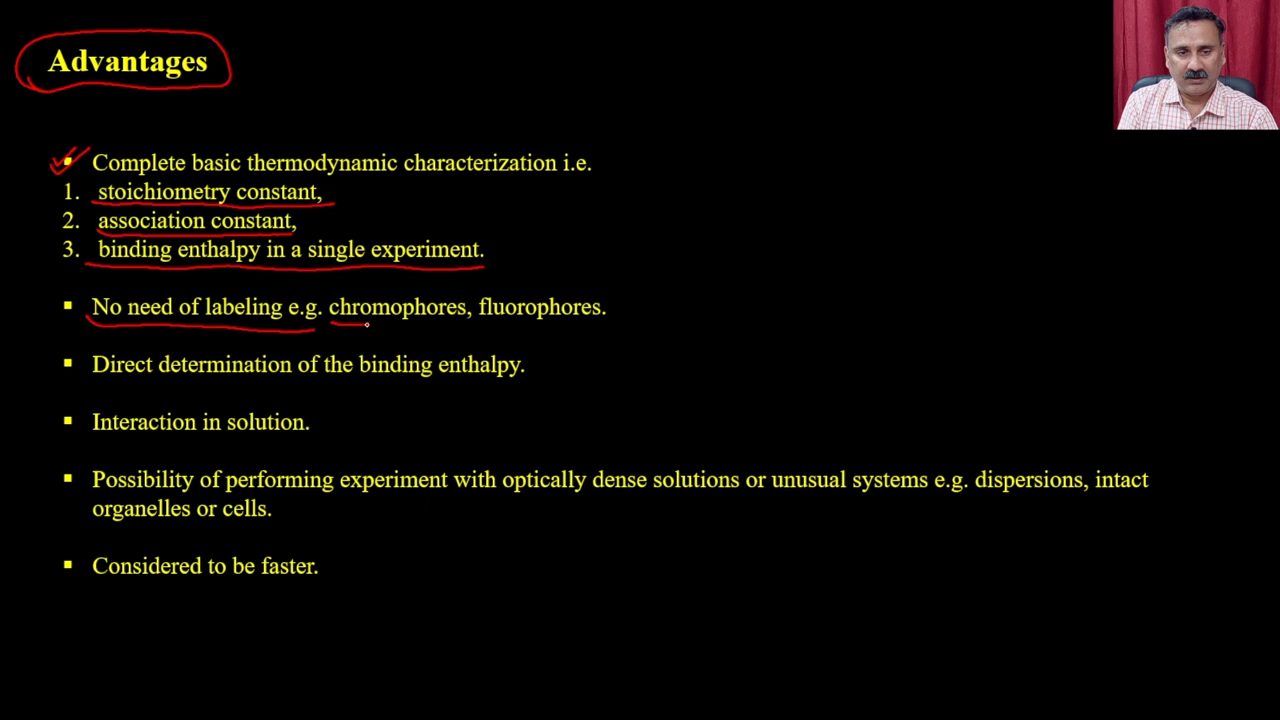 Advantages
▪ Complete basic thermodynamic characterization i.e.
1. stoichiometry constant,
2. association constant,
3. binding enthalpy in a single experiment.
▪ No need of labeling e.g. chromophores, fluorophores.
▪ Direct determination of the binding enthalpy.
▪ Interaction in solution.
▪ Possibility of performing experiment with optically dense solutions or unusual systems e.g. dispersions, intact
organelles or cells.
▪ Considered to be faster.